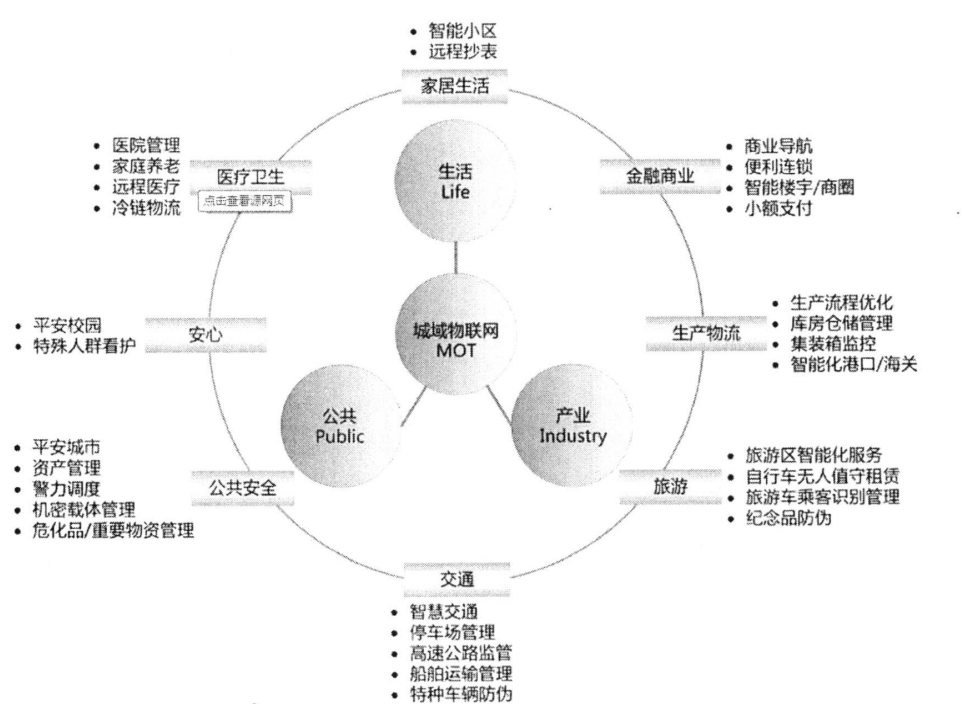 • 智能小区
• 远程抄表
家居生活
• 医院管理
• 家庭养老
• 远程医疗
• 冷链物流
医疗卫生
点击查看源网页
生活
Life
金融商业
• 商业导航
• 便利连锁
• 智能楼宇/商圈
• 小额支付
• 平安校园
• 特殊人群看护
安心
城域物联网
MOT
生产物流
• 生产流程优化
• 库房仓储管理
• 集装箱监控
• 智能化港口/海关
公共
Public
产业
Industry
• 平安城市
• 资产管理
• 警力调度
• 机密载体管理
• 危化品/重要物资管理
公共安全
旅游
• 旅游区智能化服务
• 自行车无人值守租赁
• 旅游车乘客识别管理
• 纪念品防伪
交通
• 智慧交通
• 停车场管理
• 高速公路监管
• 船舶运输管理
• 特种车辆防伪